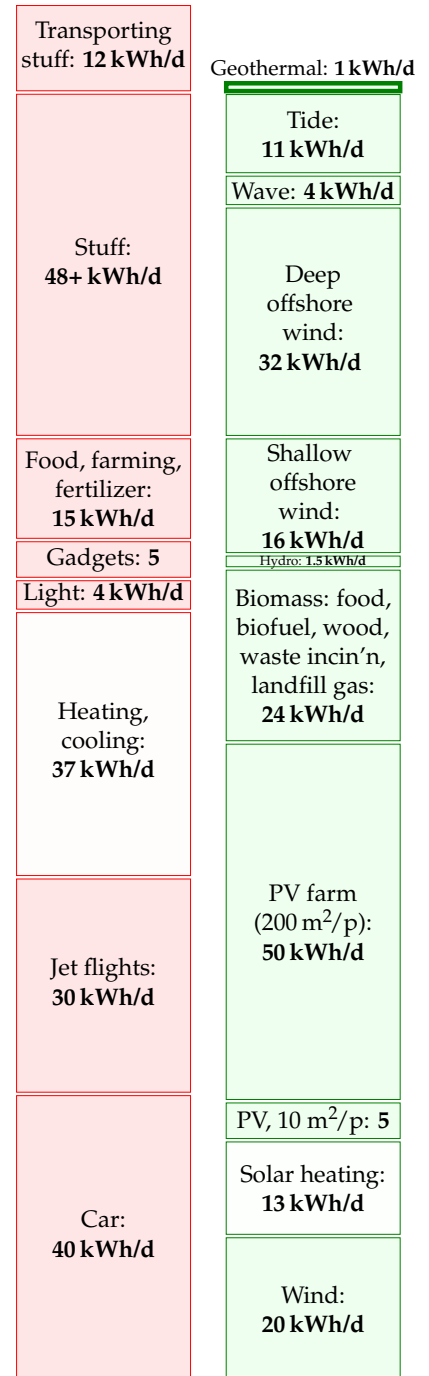 Transporting
stuff: 12 kWh/d
Stuff:
48+ kWh/d
Food, farming,
fertilizer:
15 kWh/d
Gadgets: 5
Light: 4 kWh/d
Heating,
cooling:
37 kWh/d
Jet flights:
30 kWh/d
Car:
40 kWh/d
Geothermal: 1 kWh/d
Tide:
11 kWh/d
Wave: 4 kWh/d
Deep
offshore
wind:
32 kWh/d
Shallow
offshore
wind:
16 kWh/d
Hydro: 1.5 kWh/d
Biomass: food,
biofuel, wood,
waste incin'n,
landfill gas:
24 kWh/d
PV farm
(200 m²/p):
50 kWh/d
PV, 10 m²/p: 5
Solar heating:
13 kWh/d
Wind:
20 kWh/d